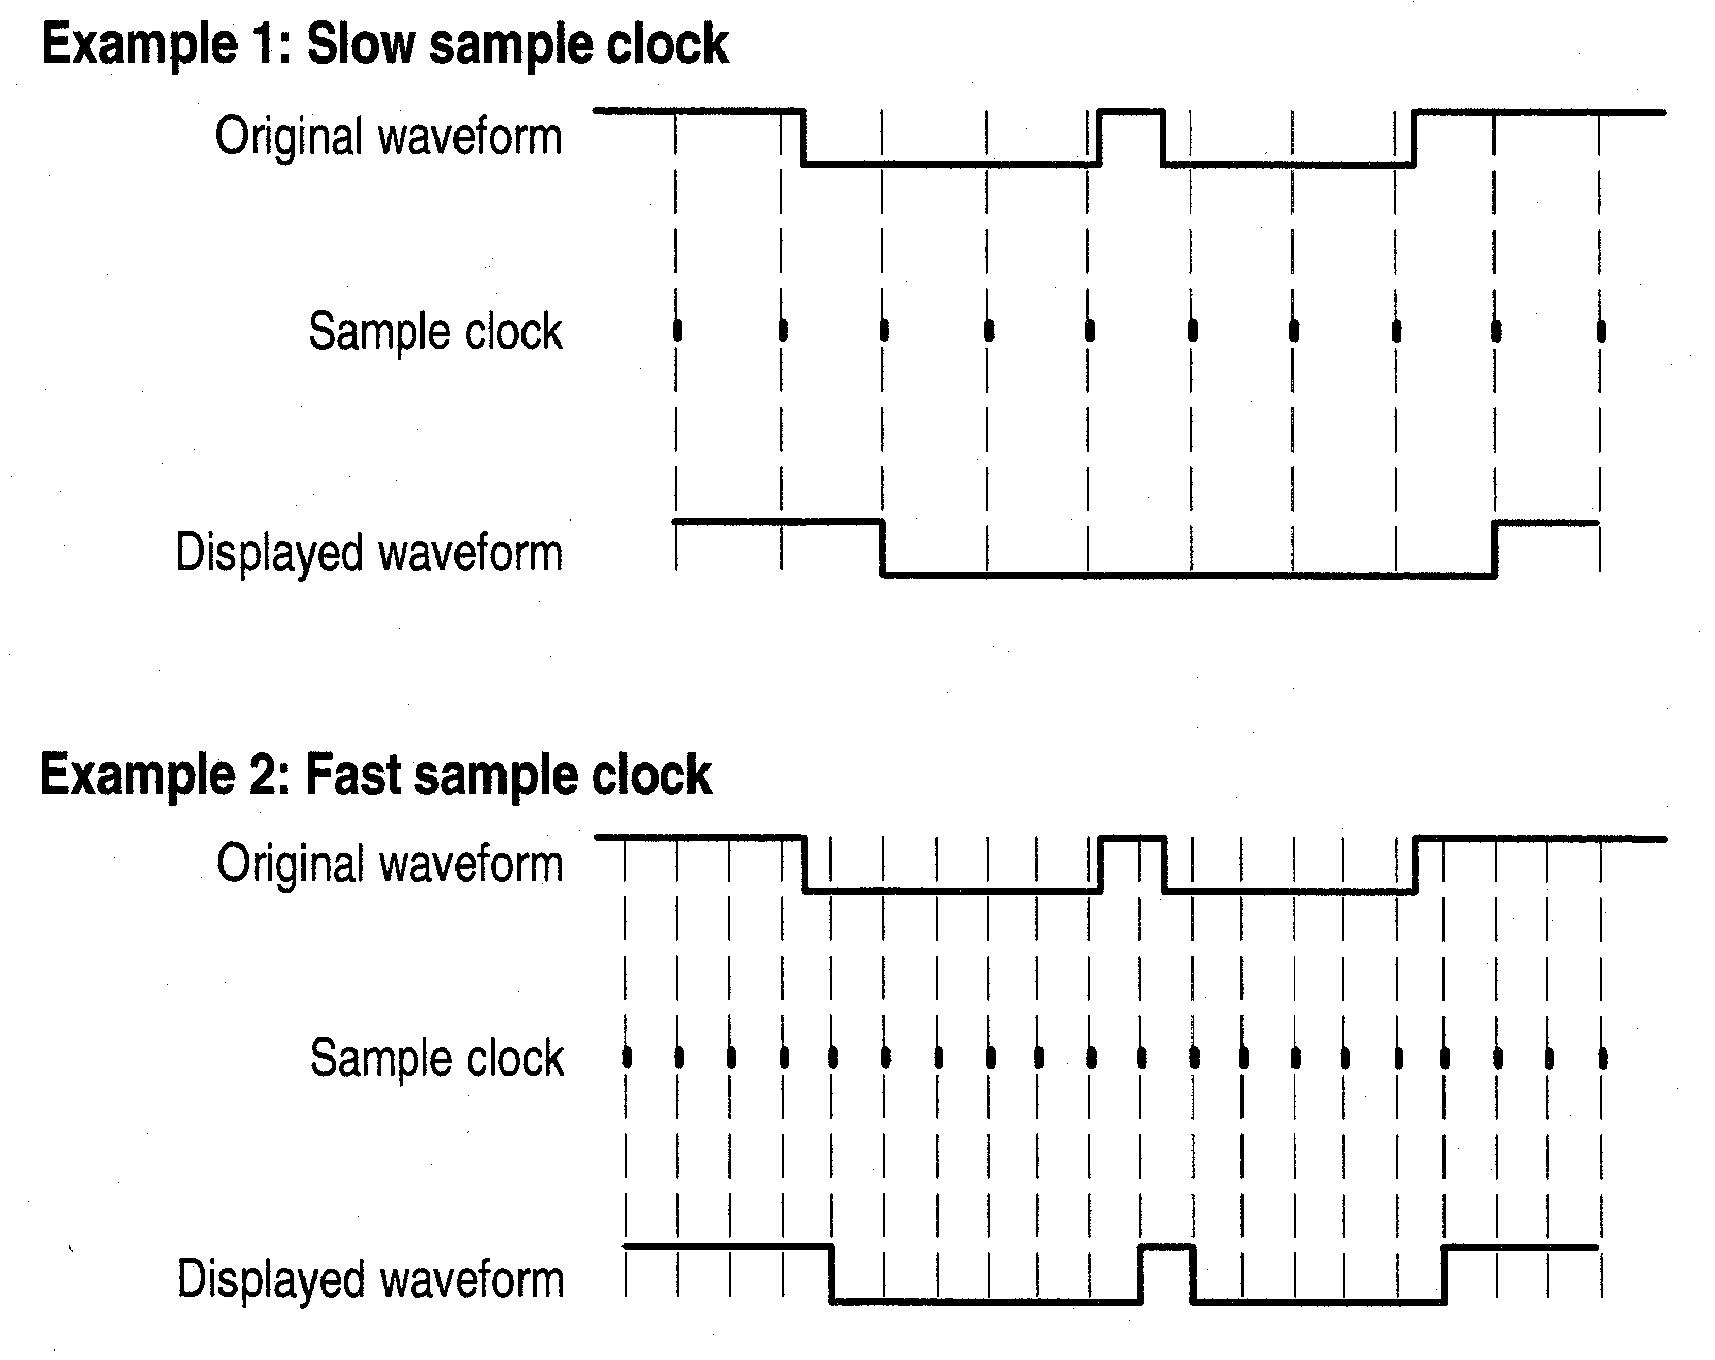 Example 1: Slow sample clock
Original waveform
Sample clock
Displayed waveform
Example 2: Fast sample clock
Original waveform
Sample clock
Displayed waveform